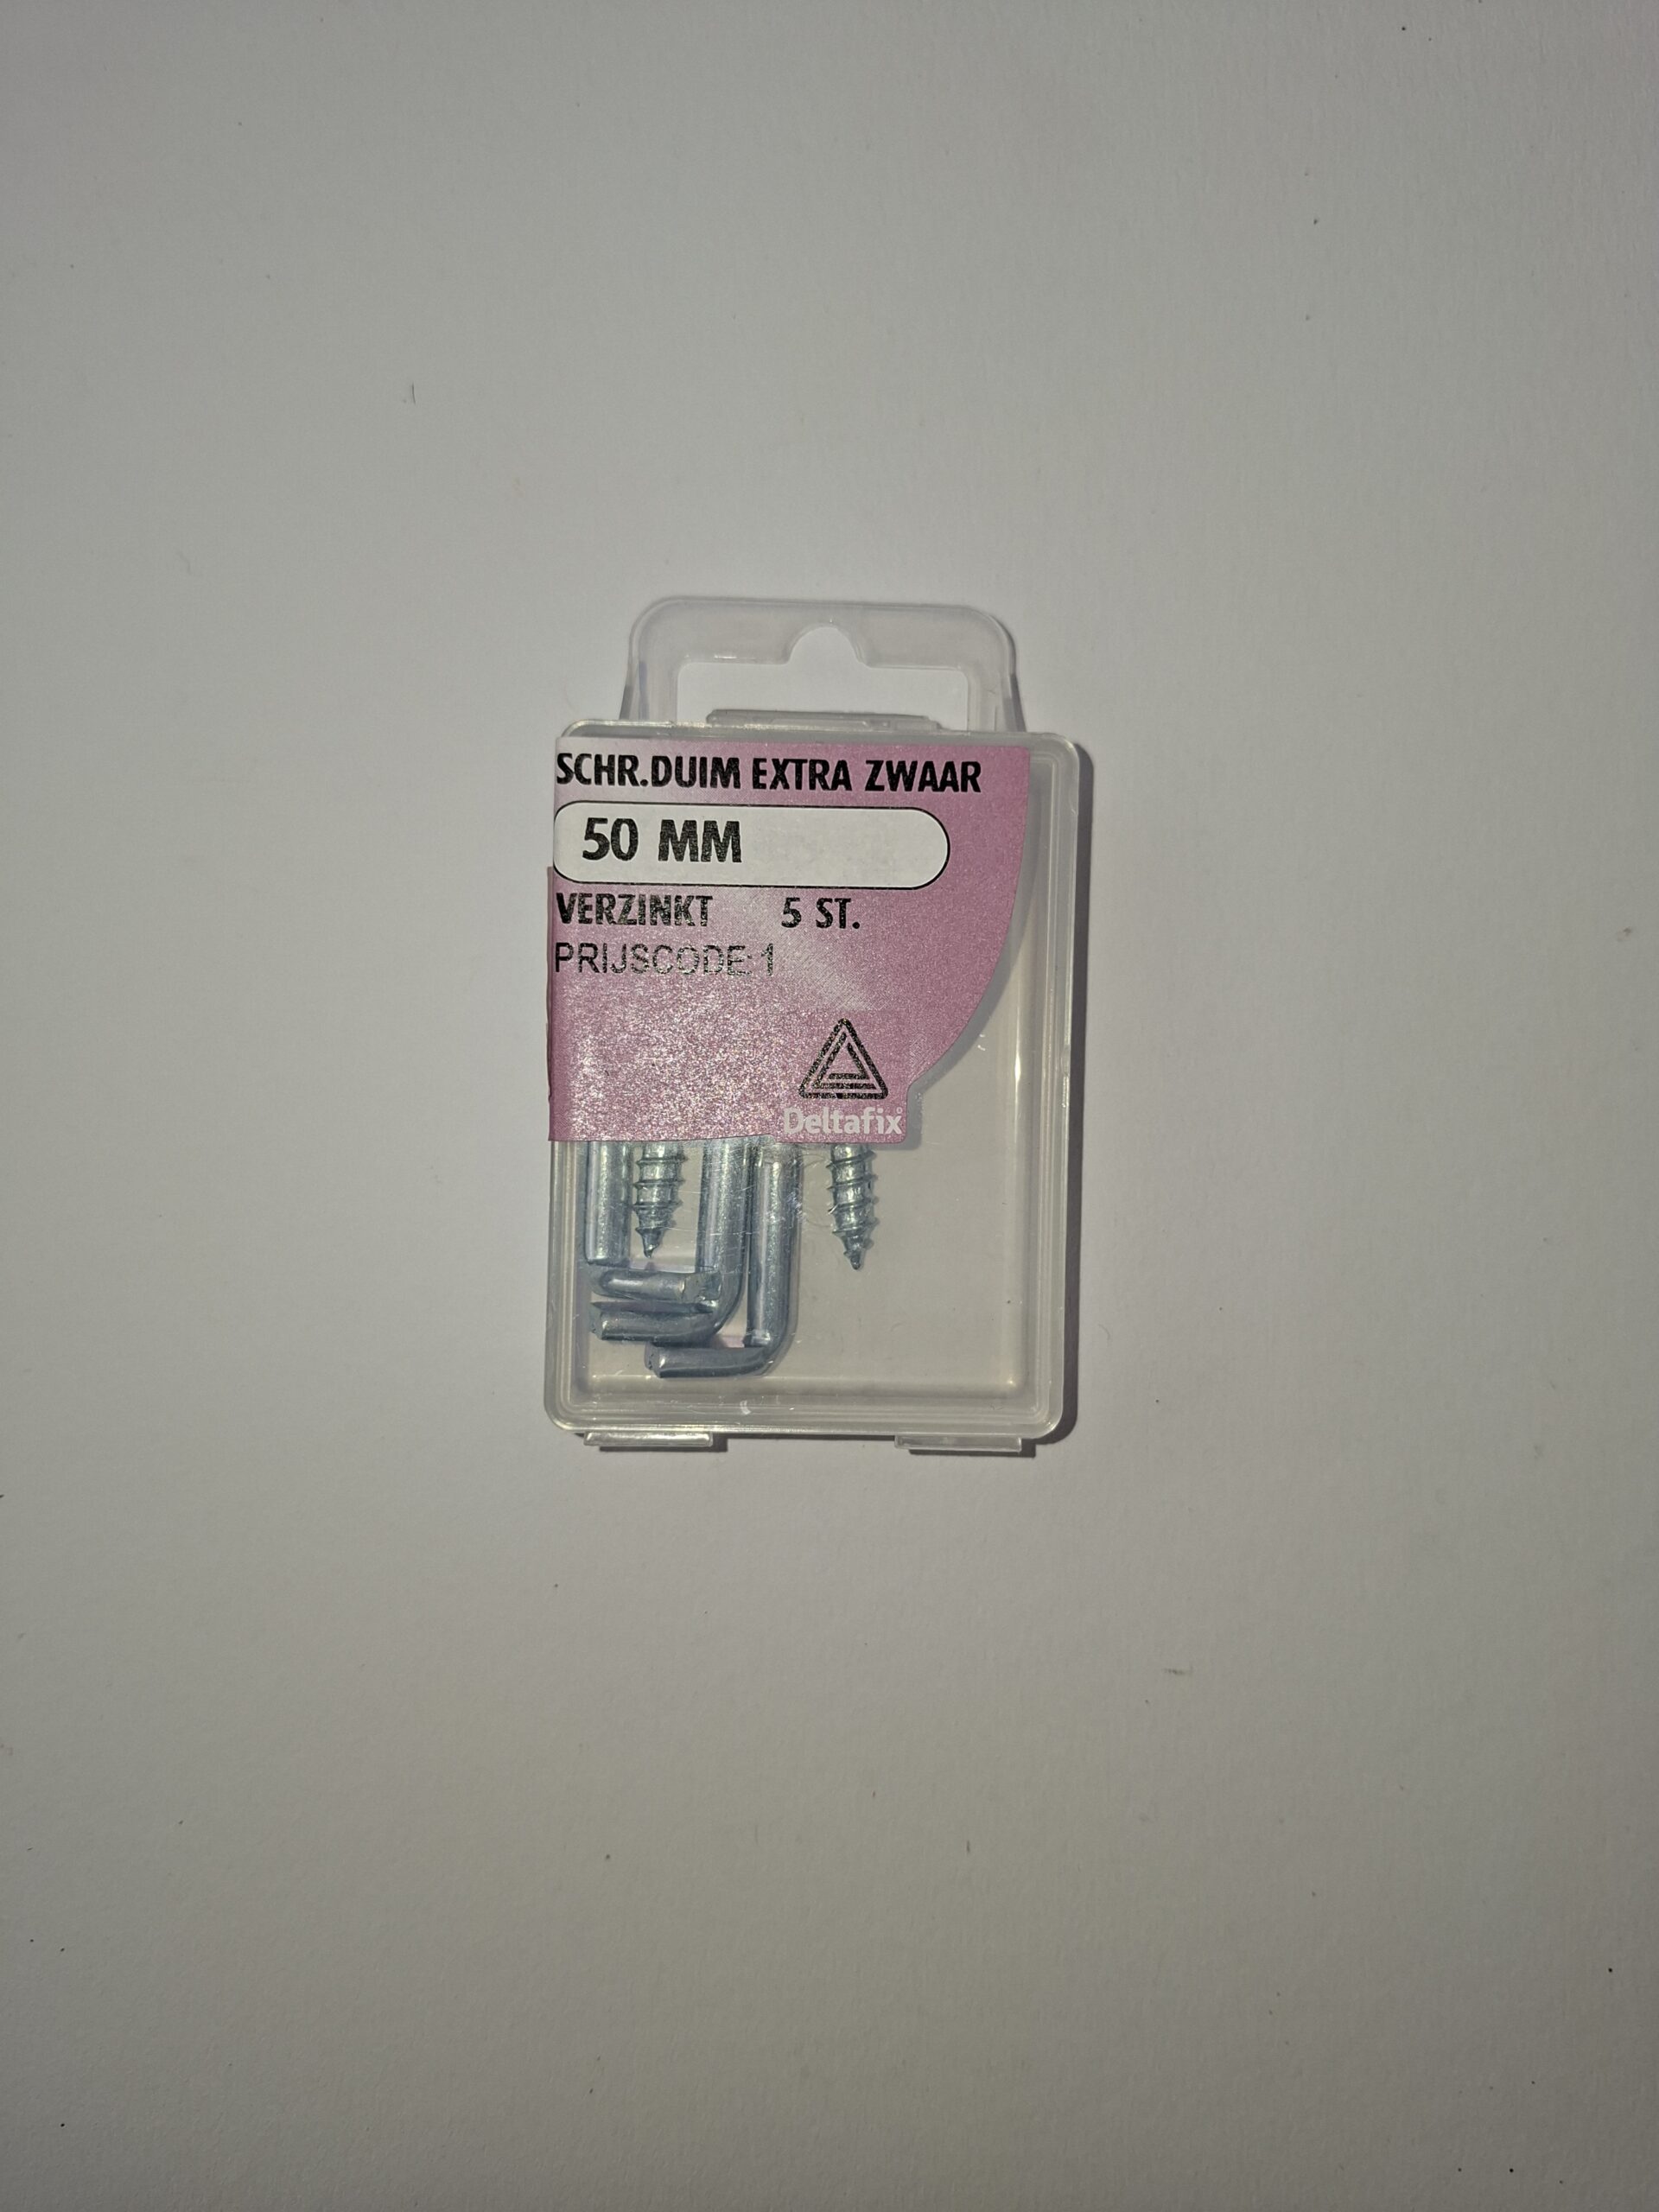 SCHR.DUIM EXTRA ZWAAR
50 MM
VERZINKT 5 ST.
PRIJSCODE:1
Deltafix®